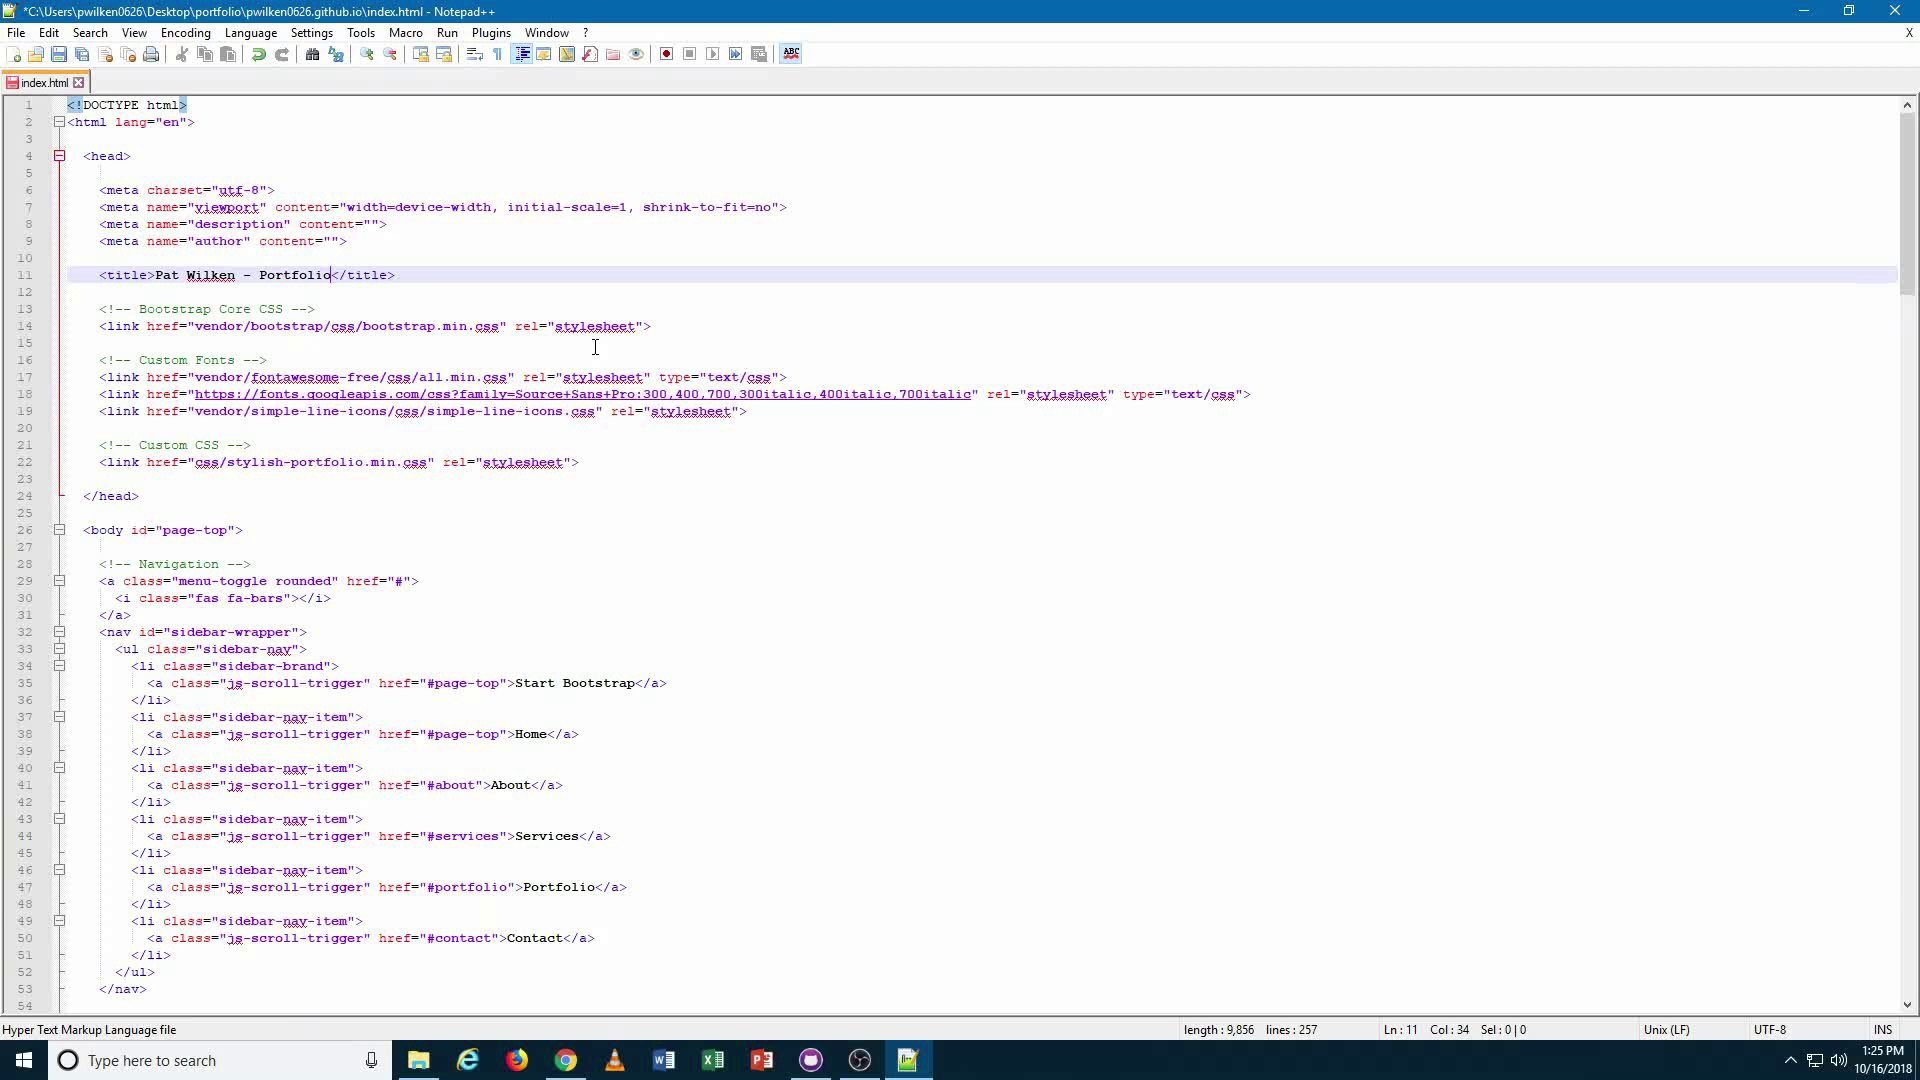 *C:\Users\pwilken0626\Desktop\portfolio\pwilken0626.github.io\index.html - Notepad++
File Edit Search View Encoding Language Settings Tools Macro Run Plugins Window ? X
ABC
index.html
1 <!DOCTYPE html>
2 <html lang="en">
3
4 <head>
5
6 <meta charset="utf-8">
7 <meta name="viewport" content="width=device-width, initial-scale=1, shrink-to-fit=no">
8 <meta name="description" content="">
9 <meta name="author" content="">
10
11 <title>Pat Wilken - Portfolio</title>
12
13 <!-- Bootstrap Core CSS -->
14 <link href="vendor/bootstrap/css/bootstrap.min.css" rel="stylesheet">
15
16 <!-- Custom Fonts -->
17 <link href="vendor/fontawesome-free/css/all.min.css" rel="stylesheet" type="text/css">
18 <link href="https://fonts.googleapis.com/css?family=Source+Sans+Pro:300,400,700,300italic,400italic,700italic" rel="stylesheet" type="text/css">
19 <link href="vendor/simple-line-icons/css/simple-line-icons.css" rel="stylesheet">
20
21 <!-- Custom CSS -->
22 <link href="css/stylish-portfolio.min.css" rel="stylesheet">
23
24 </head>
25
26 <body id="page-top">
27
28 <!-- Navigation -->
29 <a class="menu-toggle rounded" href="#">
30 <i class="fas fa-bars"></i>
31 </a>
32 <nav id="sidebar-wrapper">
33 <ul class="sidebar-nav">
34 <li class="sidebar-brand">
35 <a class="js-scroll-trigger" href="#page-top">Start Bootstrap</a>
36 </li>
37 <li class="sidebar-nav-item">
38 <a class="js-scroll-trigger" href="#page-top">Home</a>
39 </li>
40 <li class="sidebar-nav-item">
41 <a class="js-scroll-trigger" href="#about">About</a>
42 </li>
43 <li class="sidebar-nav-item">
44 <a class="js-scroll-trigger" href="#services">Services</a>
45 </li>
46 <li class="sidebar-nav-item">
47 <a class="js-scroll-trigger" href="#portfolio">Portfolio</a>
48 </li>
49 <li class="sidebar-nav-item">
50 <a class="js-scroll-trigger" href="#contact">Contact</a>
51 </li>
52 </ul>
53 </nav>
54
Hyper Text Markup Language file length : 9,856 lines : 257 Ln : 11 Col : 34 Sel : 0 | 0 Unix (LF) UTF-8 INS
Type here to search
1:25 PM
10/16/2018